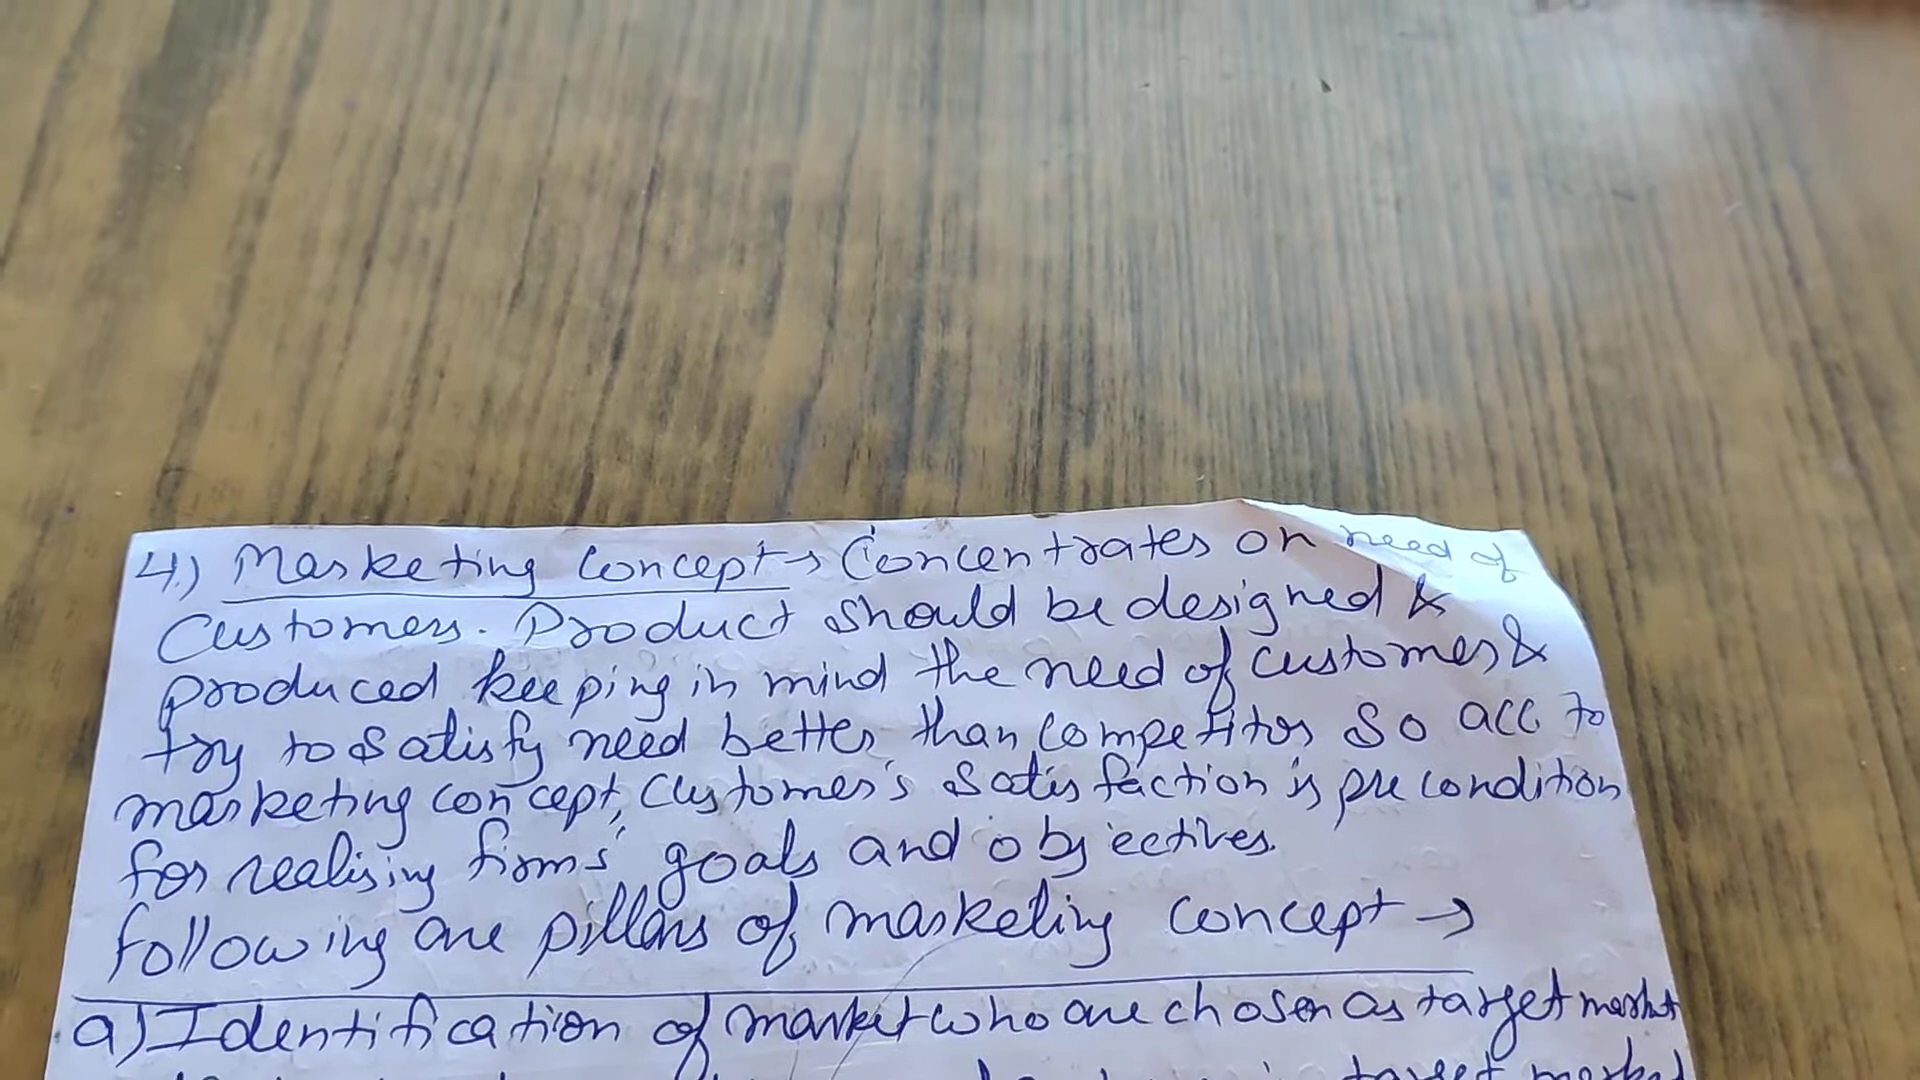 4.) Marketing Concept → Concentrates on need of
Customers. Product should be designed &
produced keeping in mind the need of customer &
try to satisfy need better than competitor so acc to
marketing concept, customer's satisfaction is pre condition
for realising firms' goals and objectives.
following are pillars of marketing concept →
a) Identification of market who are chosen as target market
target market